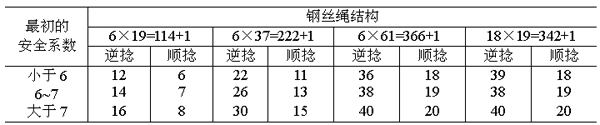 最初的
安全系数
钢丝绳结构
6×19=114+1 6×37=222+1 6×61=366+1 18×19=342+1
逆捻 顺捻 逆捻 顺捻 逆捻 顺捻 逆捻 顺捻
小于6 12 6 22 11 36 18 39 18
6~7 14 7 26 13 38 19 38 19
大于7 16 8 30 15 40 20 40 20